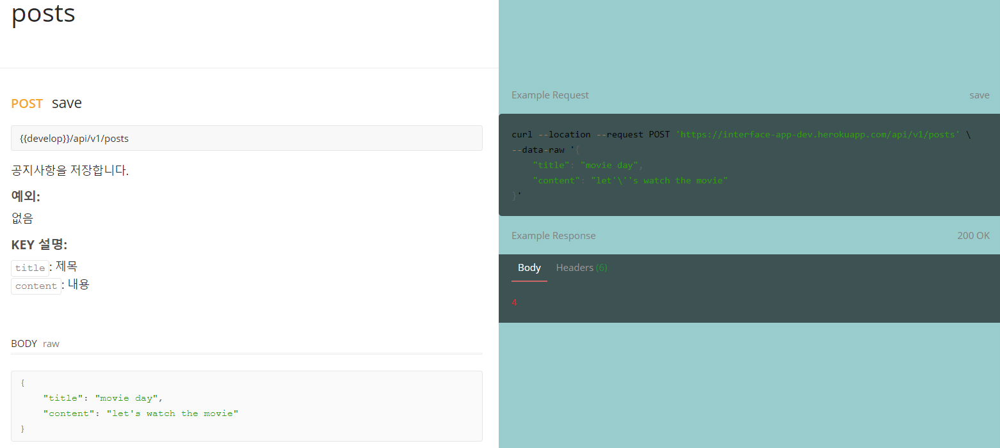 posts
POST save
{{develop}}/api/v1/posts
공지사항을 저장합니다.
예외:
없음
KEY 설명:
title: 제목
content: 내용
BODY raw
{
"title": "movie day",
"content": "let's watch the movie"
}
Example Request save
curl --location --request POST 'https://interface-app-dev.herokuapp.com/api/v1/posts' \
--data-raw '{
"title": "movie day",
"content": "let'\''s watch the movie"
}'
Example Response 200 OK
Body Headers (6)
4